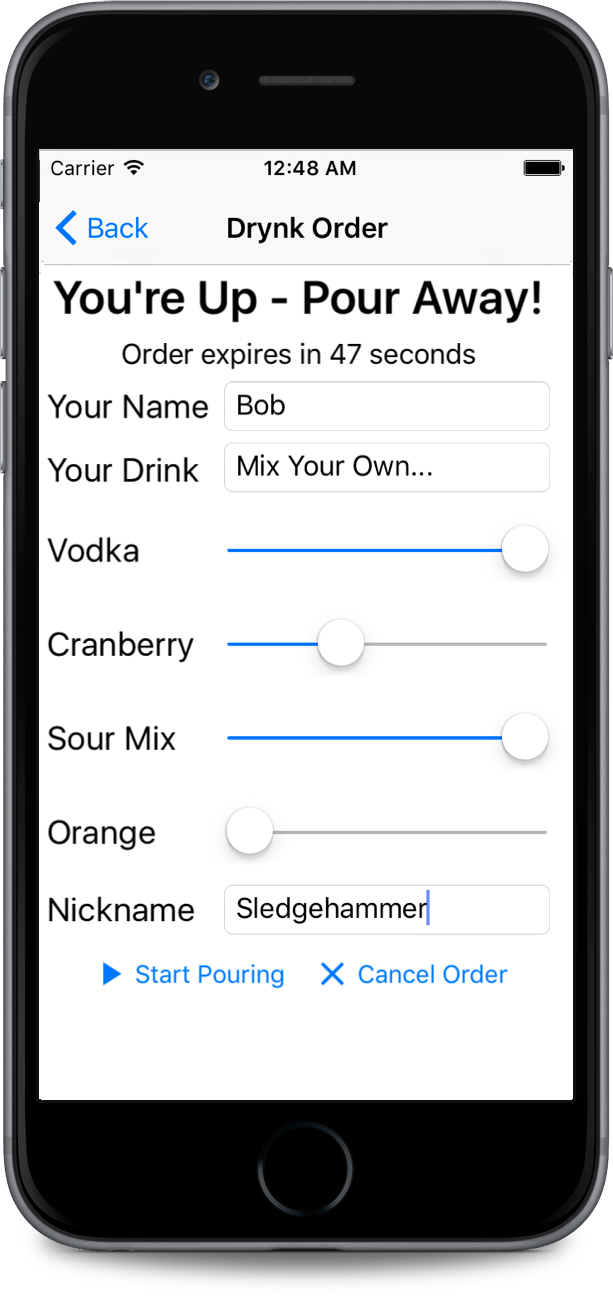 Carrier 12:48 AM
Back Drynk Order
You're Up - Pour Away!
Order expires in 47 seconds
Your Name Bob
Your Drink Mix Your Own...
Vodka
Cranberry
Sour Mix
Orange
Nickname Sledgehammer
Start Pouring Cancel Order